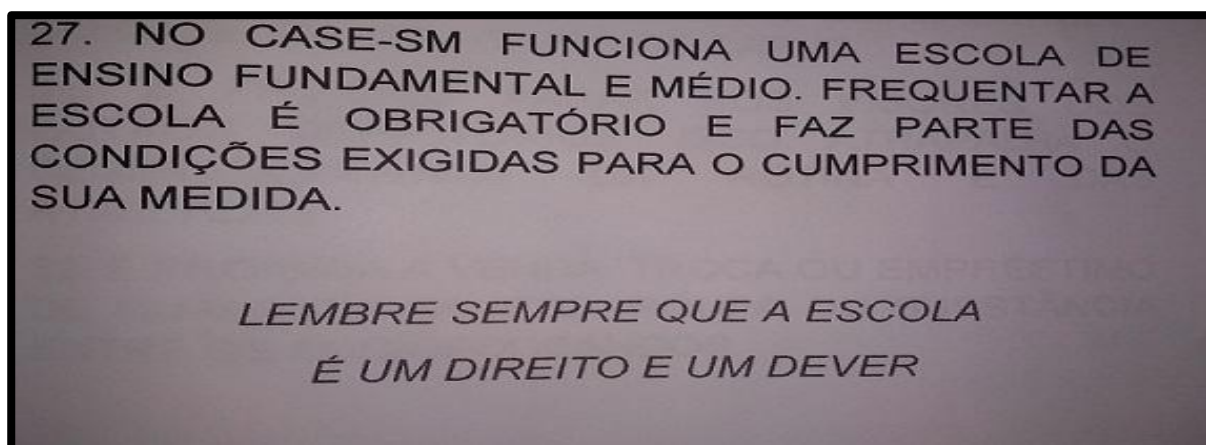 27. NO CASE-SM FUNCIONA UMA ESCOLA DE
ENSINO FUNDAMENTAL E MÉDIO. FREQUENTAR A
ESCOLA É OBRIGATÓRIO E FAZ PARTE DAS
CONDIÇÕES EXIGIDAS PARA O CUMPRIMENTO DA
SUA MEDIDA.
LEMBRE SEMPRE QUE A ESCOLA
É UM DIREITO E UM DEVER